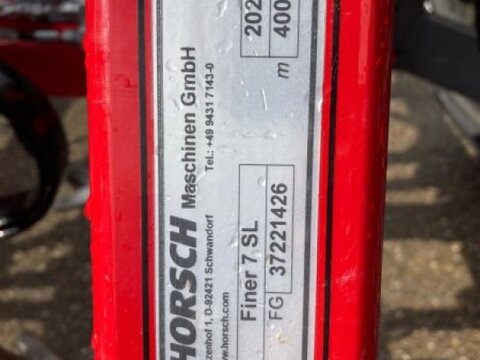 HORSCH
Maschinen GmbH
Tel.: +49 9431 7143-0
1, D-92421 Schwandorf
.horsch.com
Finer 7 SL
FG 37221426
202
400
m